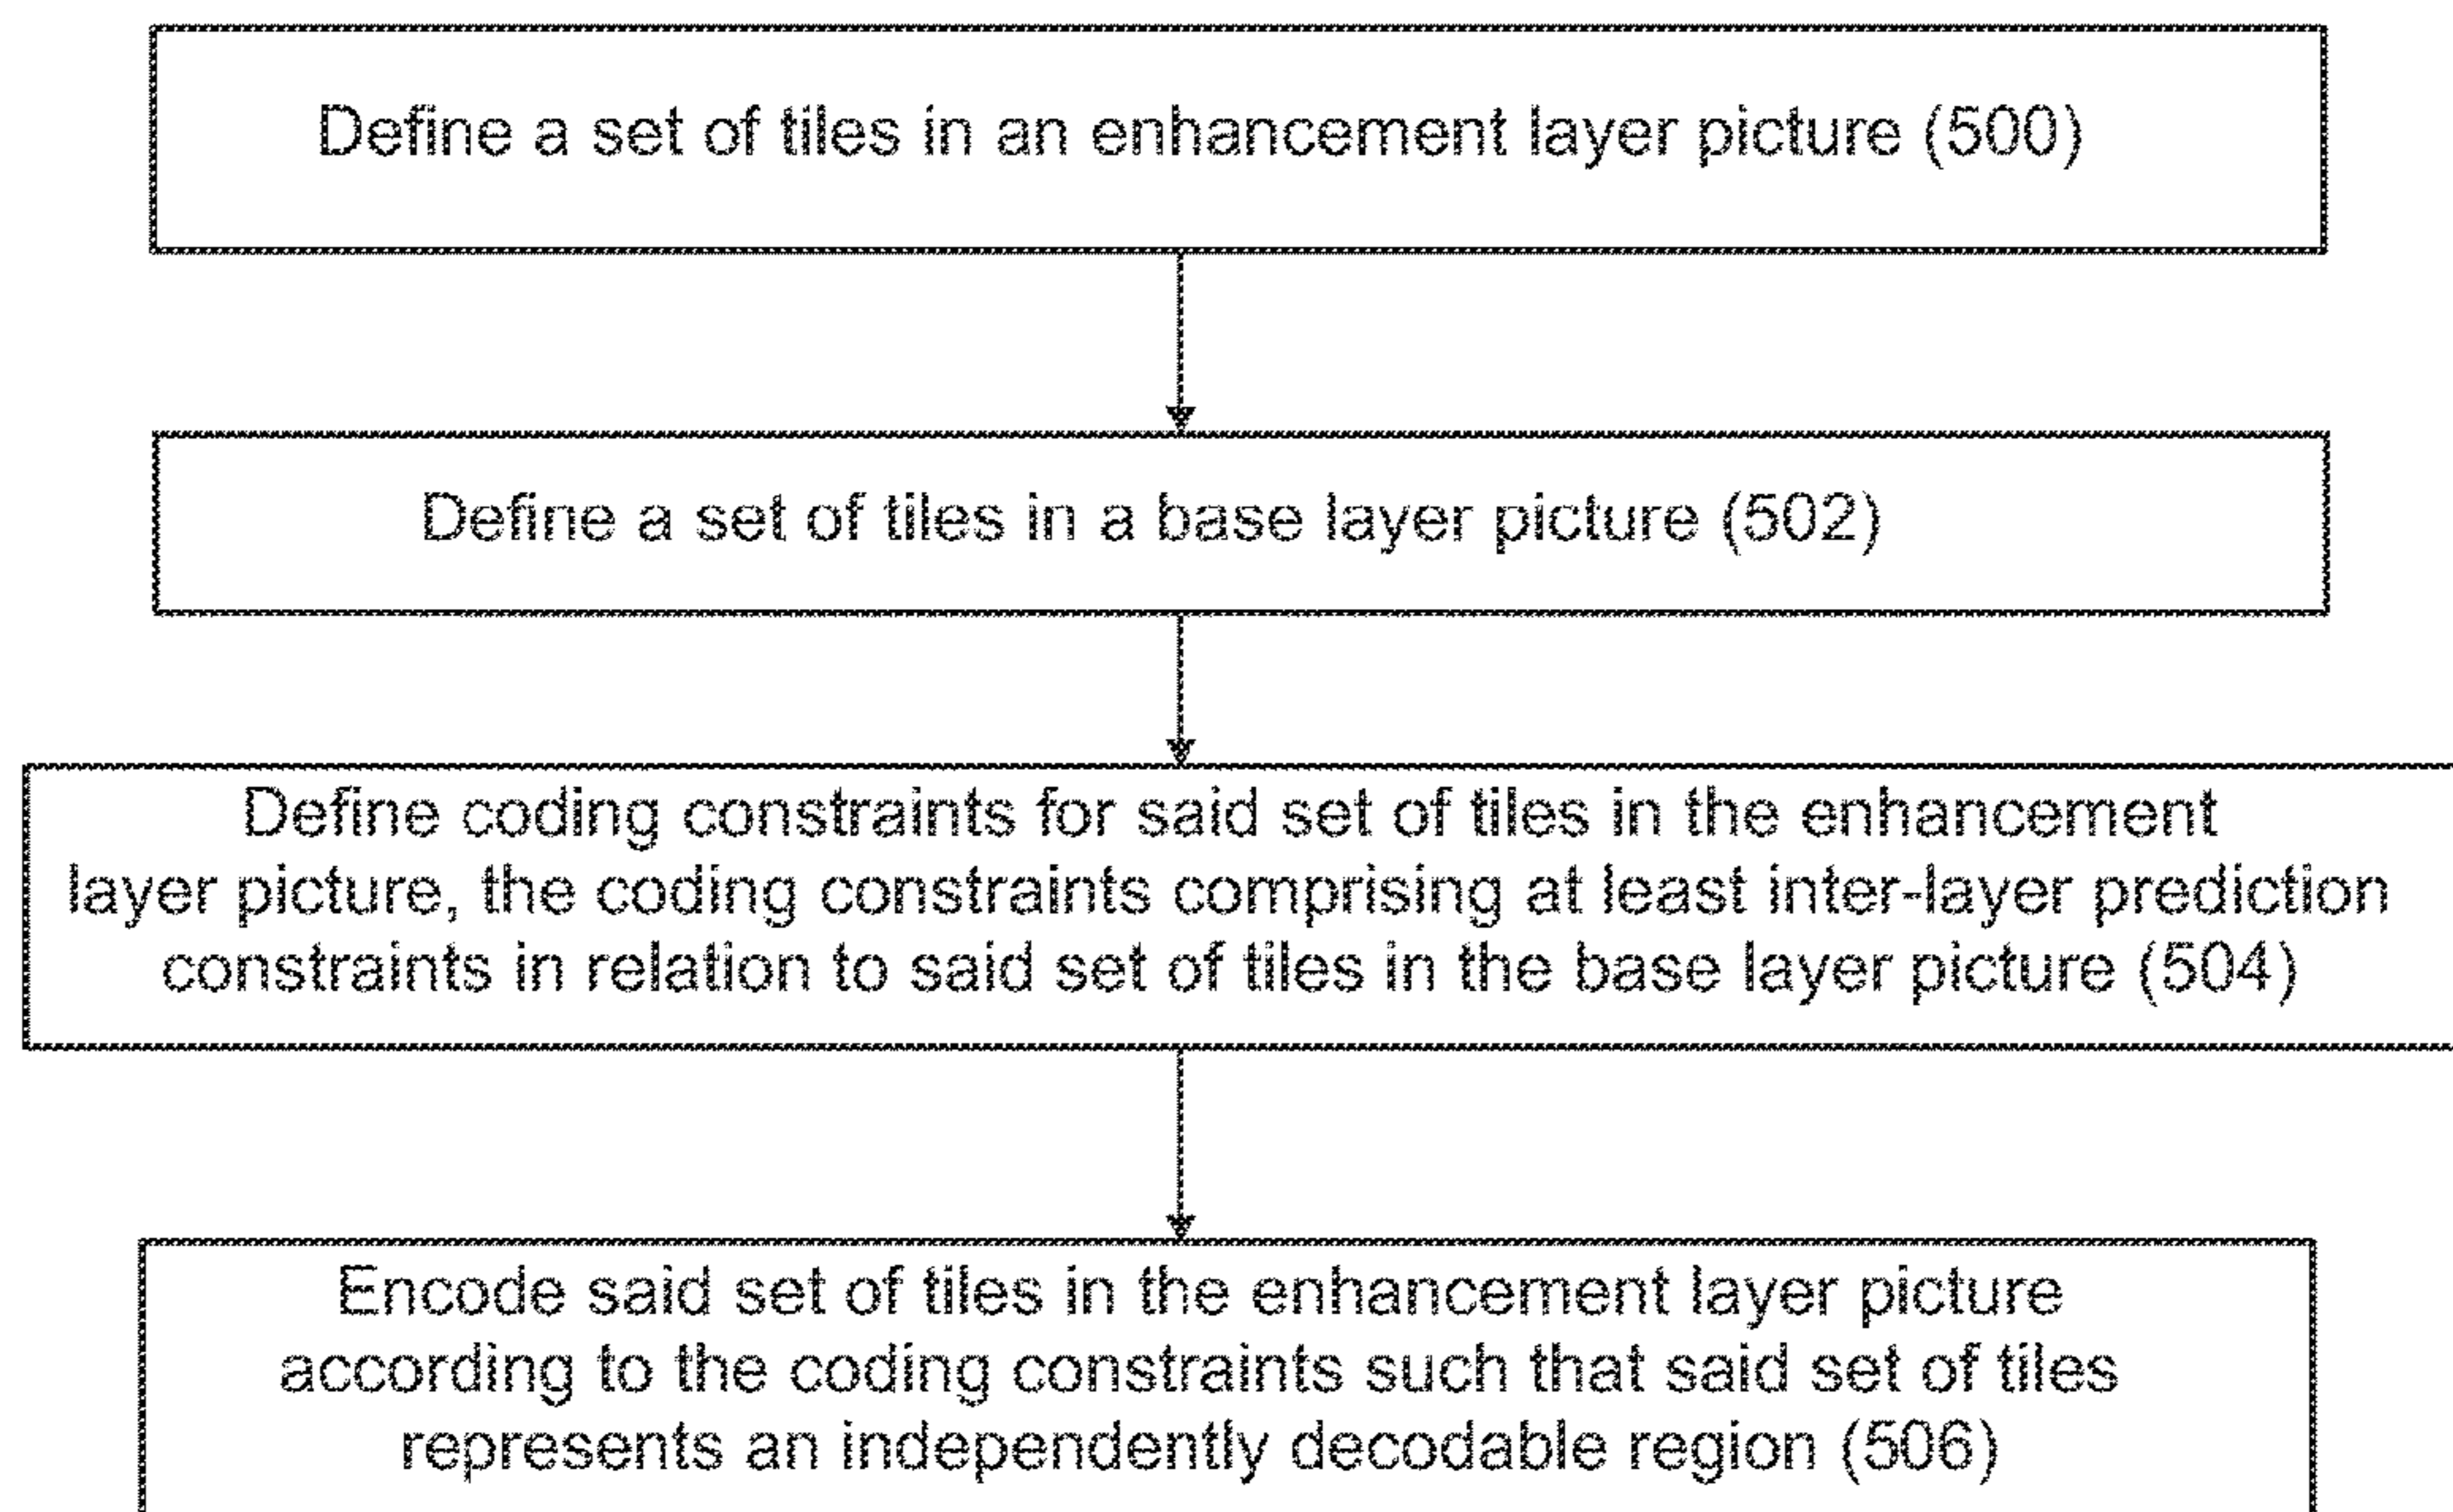 Define a set of tiles in an enhancement layer picture (500)
Define a set of tiles in a base layer picture (502)
Define coding constraints for said set of tiles in the enhancement
layer picture, the coding constraints comprising at least inter-layer prediction
constraints in relation to said set of tiles in the base layer picture (504)
Encode said set of tiles in the enhancement layer picture
according to the coding constraints such that said set of tiles
represents an independently decodable region (506)